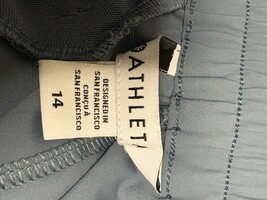 ATHLET
DESIGNED IN
SAN FRANCISCO
CONÇU À
SAN FRANCISCO
14